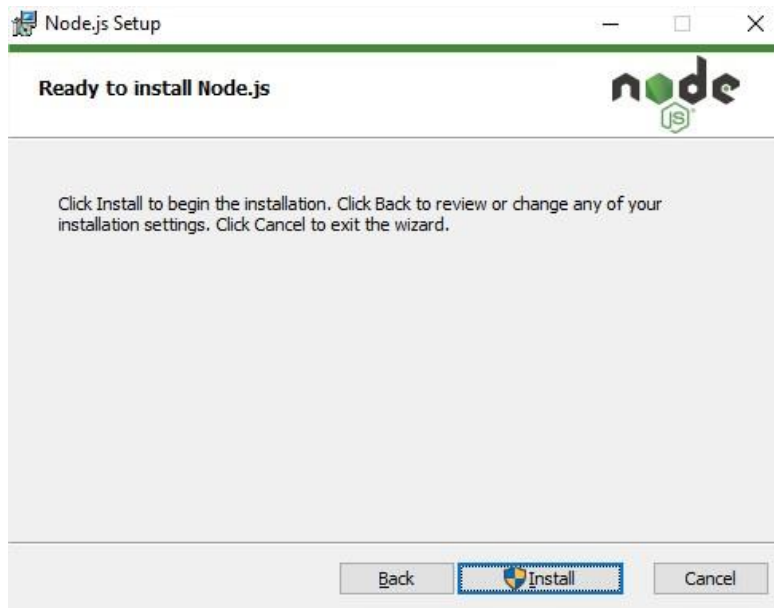 Node.js Setup
Ready to install Node.js
node
JS
Click Install to begin the installation. Click Back to review or change any of your
installation settings. Click Cancel to exit the wizard.
Back
Install
Cancel